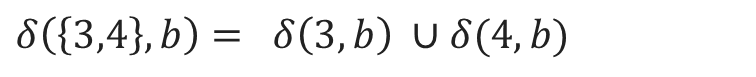 δ({3,4}, b) = δ(3, b) ∪ δ(4, b)